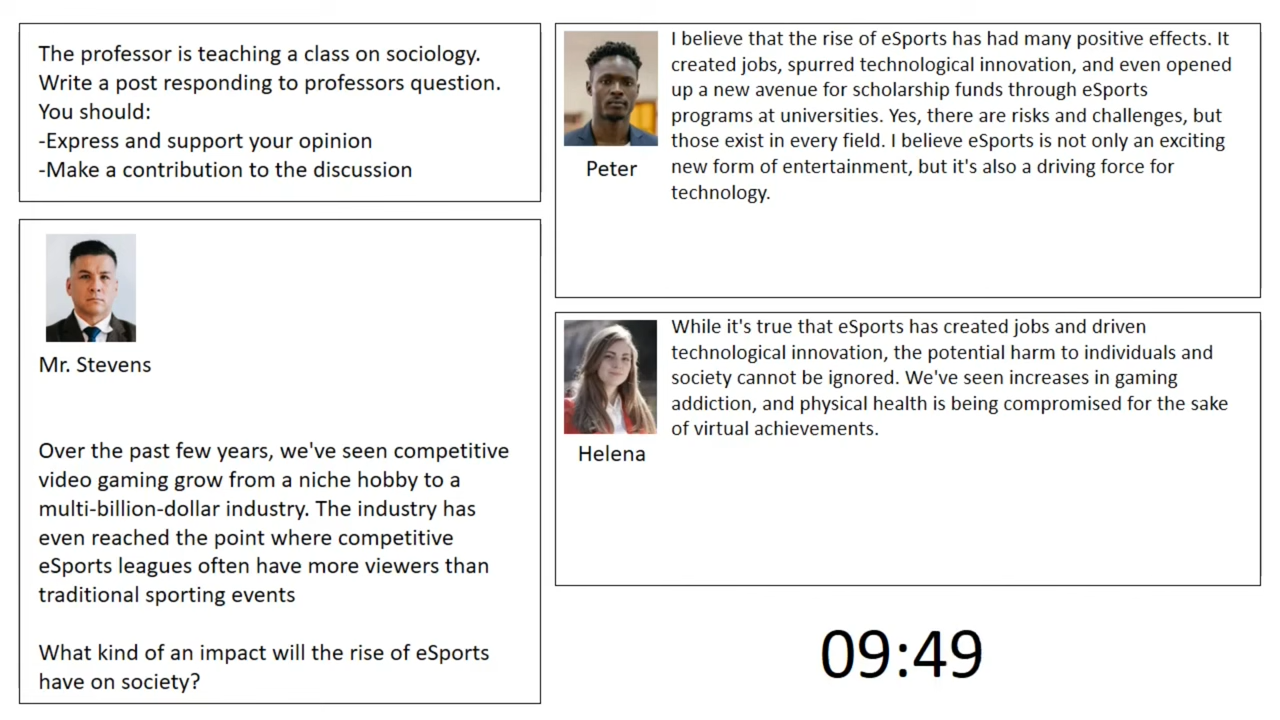 The professor is teaching a class on sociology.
Write a post responding to professors question.
You should:
-Express and support your opinion
-Make a contribution to the discussion
Mr. Stevens
Over the past few years, we've seen competitive
video gaming grow from a niche hobby to a
multi-billion-dollar industry. The industry has
even reached the point where competitive
eSports leagues often have more viewers than
traditional sporting events
What kind of an impact will the rise of eSports
have on society?
I believe that the rise of eSports has had many positive effects. It
created jobs, spurred technological innovation, and even opened
up a new avenue for scholarship funds through eSports
programs at universities. Yes, there are risks and challenges, but
those exist in every field. I believe eSports is not only an exciting
new form of entertainment, but it's also a driving force for
technology.
Peter
While it's true that eSports has created jobs and driven
technological innovation, the potential harm to individuals and
society cannot be ignored. We've seen increases in gaming
addiction, and physical health is being compromised for the sake
of virtual achievements.
Helena
09:49